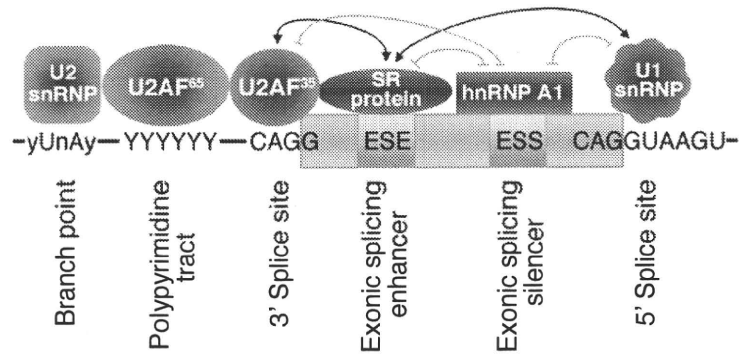 U2
snRNP
U2AF65
U2AF35
SR
protein
hnRNP A1
U1
snRNP
–yUnAy–YYYYYY–CAGG ESE ESS CAGGUAAGU–
Branch point
Polypyrimidine
tract
3' Splice site
Exonic splicing
enhancer
Exonic splicing
silencer
5' Splice site